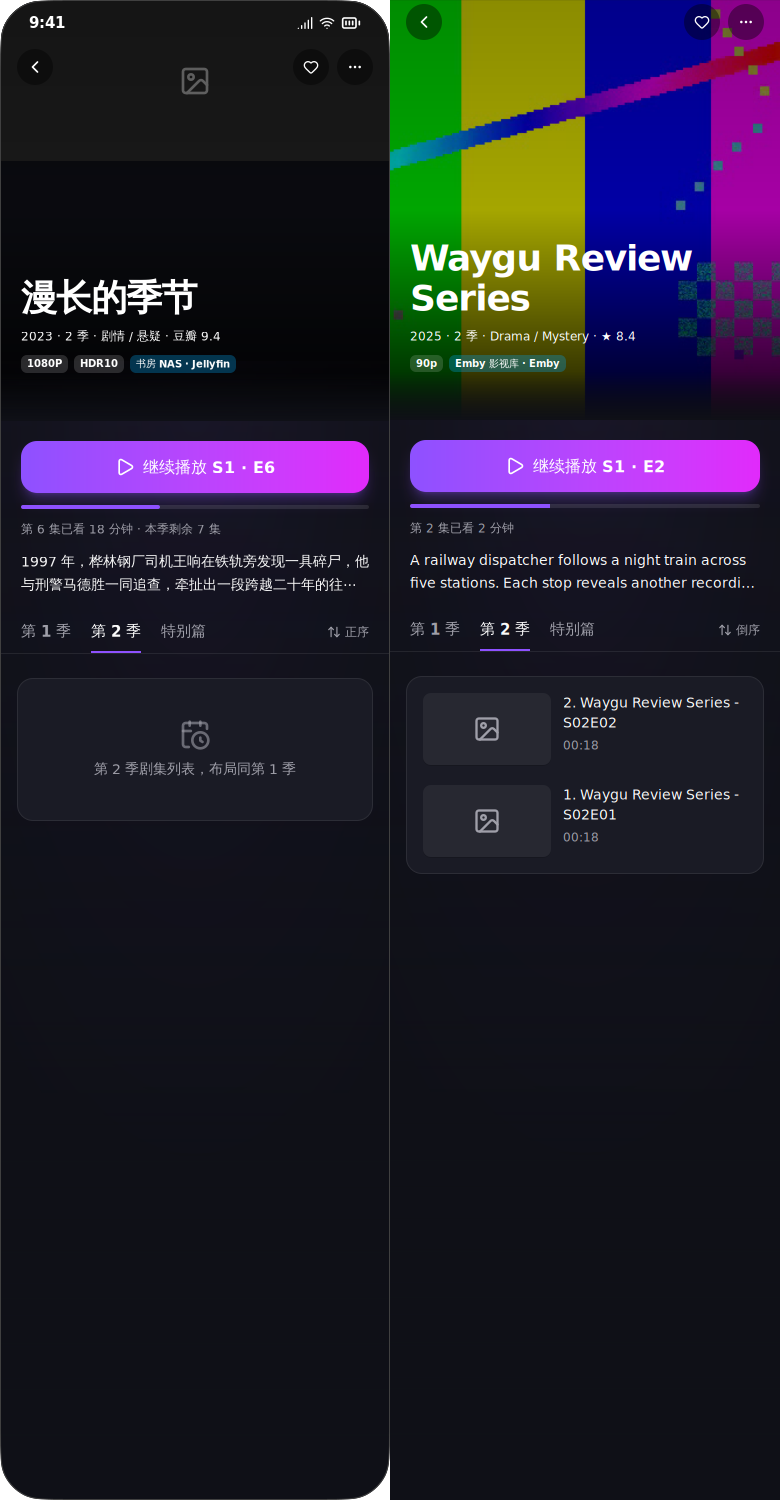 9:41
漫长的季节
2023 · 2 季 · 剧情 / 悬疑 · 豆瓣 9.4
1080P HDR10 书房 NAS · Jellyfin
继续播放 S1 · E6
第 6 集已看 18 分钟 · 本季剩余 7 集
1997 年，桦林钢厂司机王响在铁轨旁发现一具碎尸，他
与刑警马德胜一同追查，牵扯出一段跨越二十年的往…
第 1 季 第 2 季 特别篇 正序
第 2 季剧集列表，布局同第 1 季
Waygu Review
Series
2025 · 2 季 · Drama / Mystery · ★ 8.4
90p Emby 影视库 · Emby
继续播放 S1 · E2
第 2 集已看 2 分钟
A railway dispatcher follows a night train across
five stations. Each stop reveals another recordi…
第 1 季 第 2 季 特别篇 倒序
2. Waygu Review Series -
S02E02
00:18
1. Waygu Review Series -
S02E01
00:18